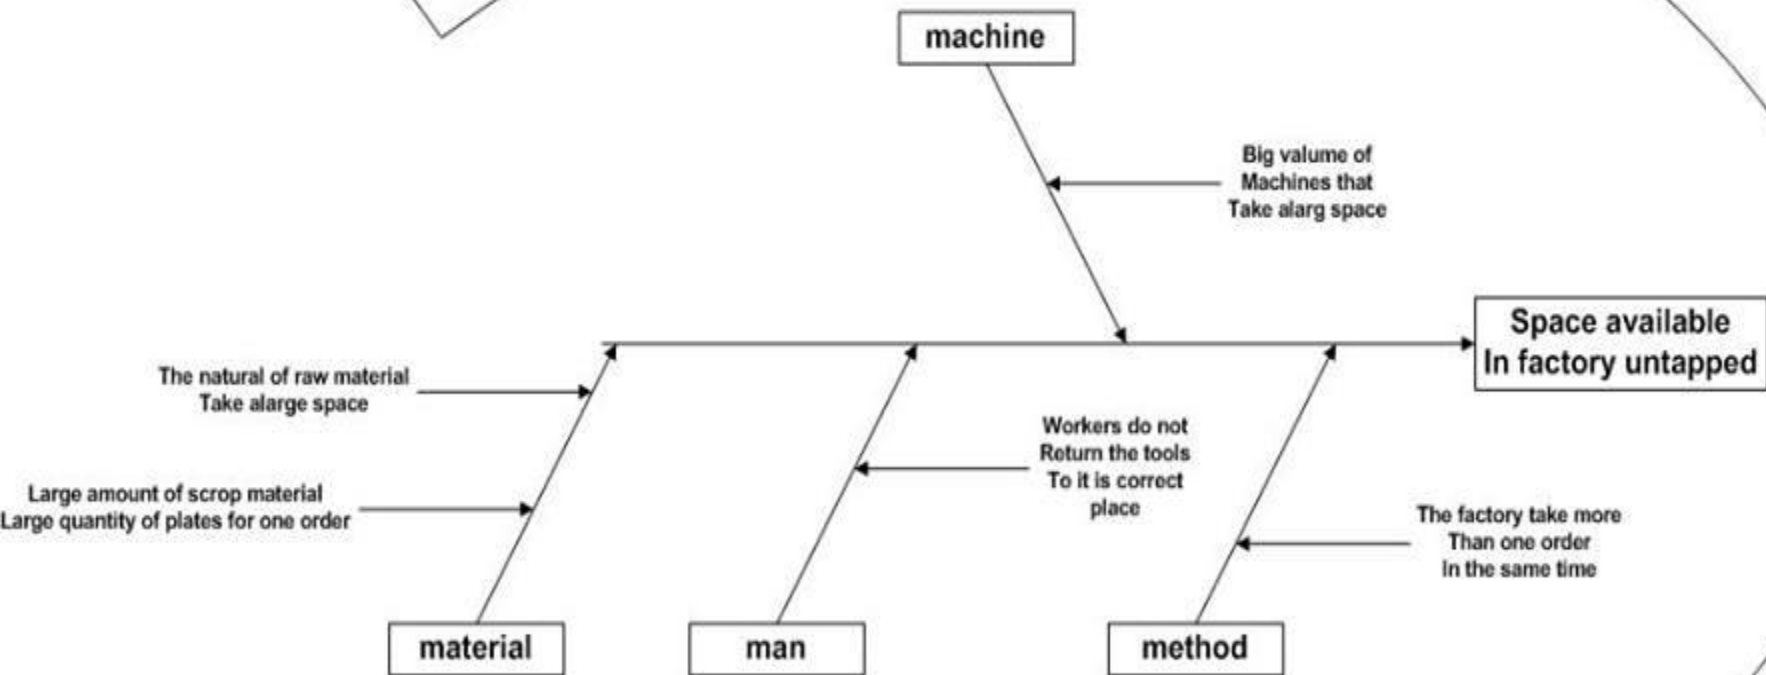 machine
Big valume of
Machines that
Take alarg space
Space available
In factory untapped
The natural of raw material
Take alarge space
Workers do not
Return the tools
To it is correct
place
Large amount of scrop material
Large quantity of plates for one order
The factory take more
Than one order
In the same time
material
man
method